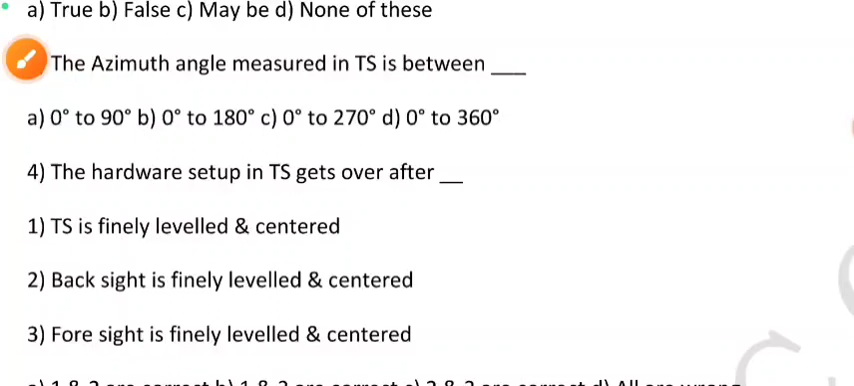 a) True b) False c) May be d) None of these
The Azimuth angle measured in TS is between ___
a) 0° to 90° b) 0° to 180° c) 0° to 270° d) 0° to 360°
4) The hardware setup in TS gets over after __
1) TS is finely levelled & centered
2) Back sight is finely levelled & centered
3) Fore sight is finely levelled & centered